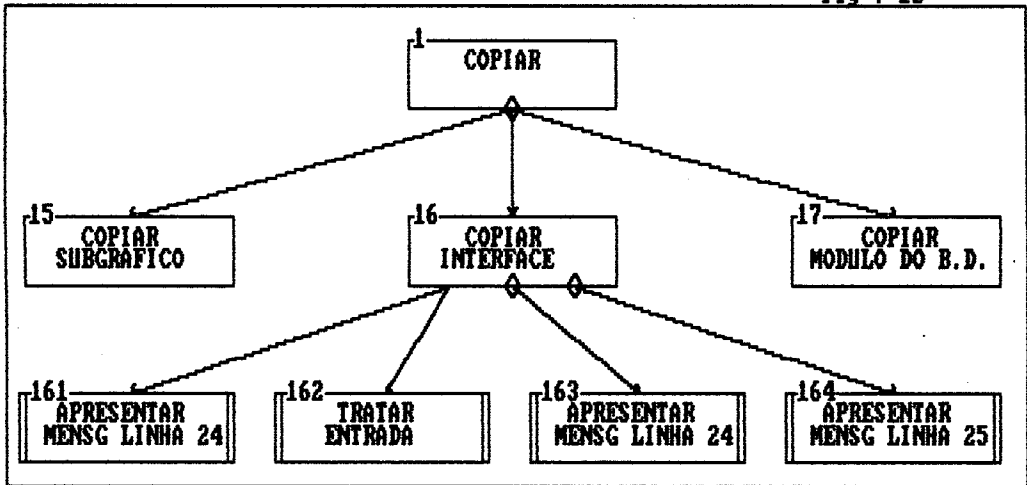 1
COPIAR
15
COPIAR
SUBGRAFICO
16
COPIAR
INTERFACE
17
COPIAR
MODULO DO B.D.
161
APRESENTAR
MENSG LINHA 24
162
TRATAR
ENTRADA
163
APRESENTAR
MENSG LINHA 24
164
APRESENTAR
MENSG LINHA 25